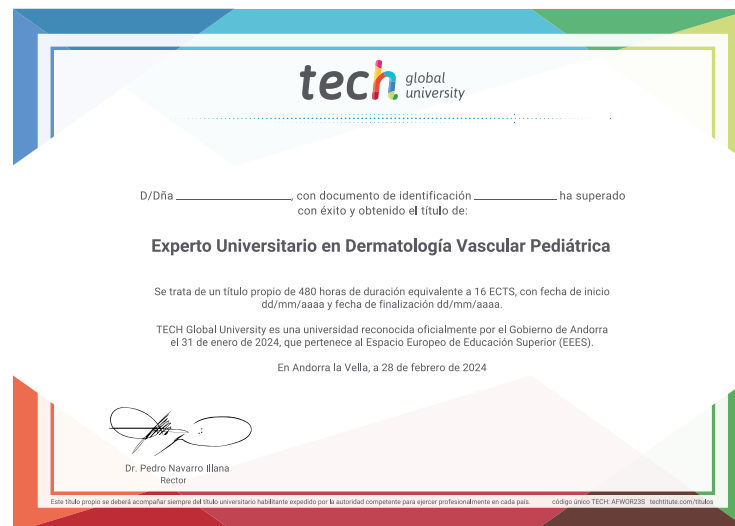 tech global
university
D/Dña ____________, con documento de identificación ____________ ha superado
con éxito y obtenido el título de:
Experto Universitario en Dermatología Vascular Pediátrica
Se trata de un título propio de 480 horas de duración equivalente a 16 ECTS, con fecha de inicio
dd/mm/aaaa y fecha de finalización dd/mm/aaaa.
TECH Global University es una universidad reconocida oficialmente por el Gobierno de Andorra
el 31 de enero de 2024, que pertenece al Espacio Europeo de Educación Superior (EEES).
En Andorra la Vella, a 28 de febrero de 2024
Dr. Pedro Navarro Illana
Rector
Este título propio se deberá acompañar siempre del título universitario habilitante expedido por la autoridad competente para ejercer profesionalmente en cada país. código único TECH: AFWOR23S techtitute.com/titulos